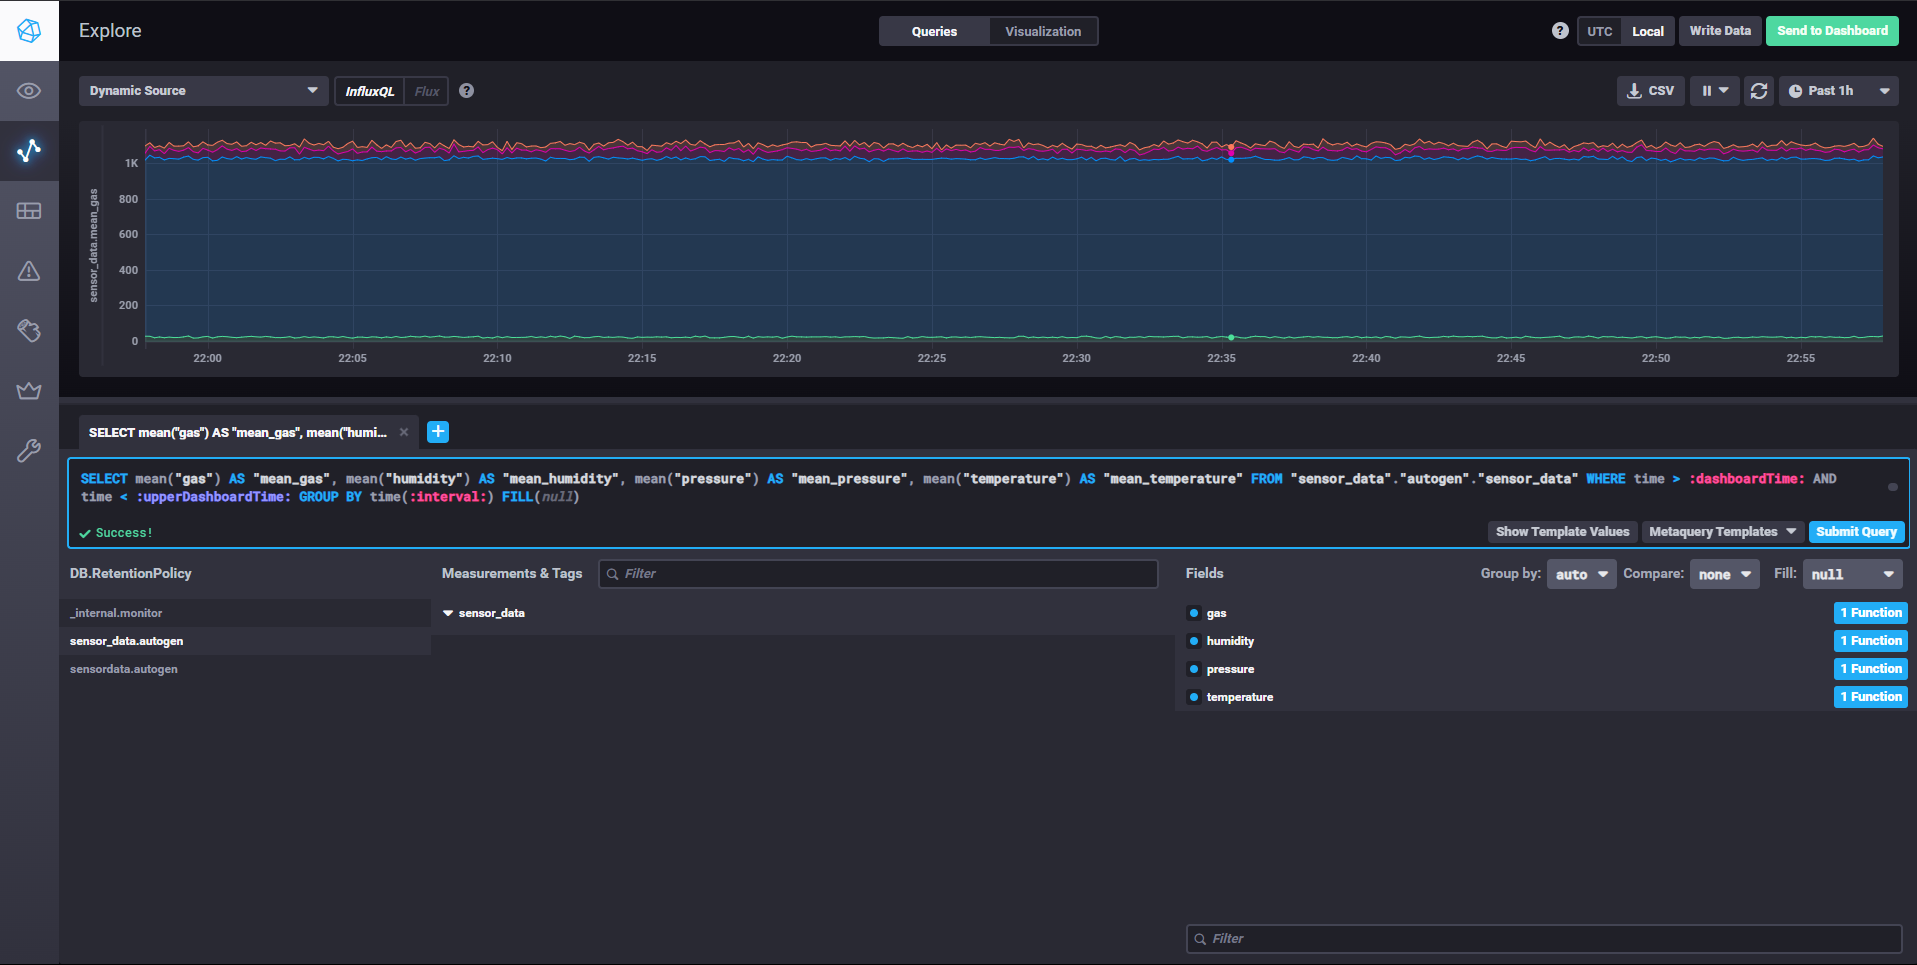 Explore
Queries
Visualization
?
UTC
Local
Write Data
Send to Dashboard
Dynamic Source
InfluxQL
Flux
?
CSV
Past 1h
sensor_data.mean_gas
1K
800
600
400
200
0
22:00
22:05
22:10
22:15
22:20
22:25
22:30
22:35
22:40
22:45
22:50
22:55
SELECT mean("gas") AS "mean_gas", mean("humi...
SELECT mean("gas") AS "mean_gas", mean("humidity") AS "mean_humidity", mean("pressure") AS "mean_pressure", mean("temperature") AS "mean_temperature" FROM "sensor_data"."autogen"."sensor_data" WHERE time > :dashboardTime: AND
time < :upperDashboardTime: GROUP BY time(:interval:) FILL(null)
Success!
Show Template Values
Metaquery Templates
Submit Query
DB.RetentionPolicy
Measurements & Tags
Filter
Fields
Group by:
auto
Compare:
none
Fill:
null
_internal.monitor
sensor_data
gas
1 Function
sensor_data.autogen
humidity
1 Function
sensordata.autogen
pressure
1 Function
temperature
1 Function
Filter